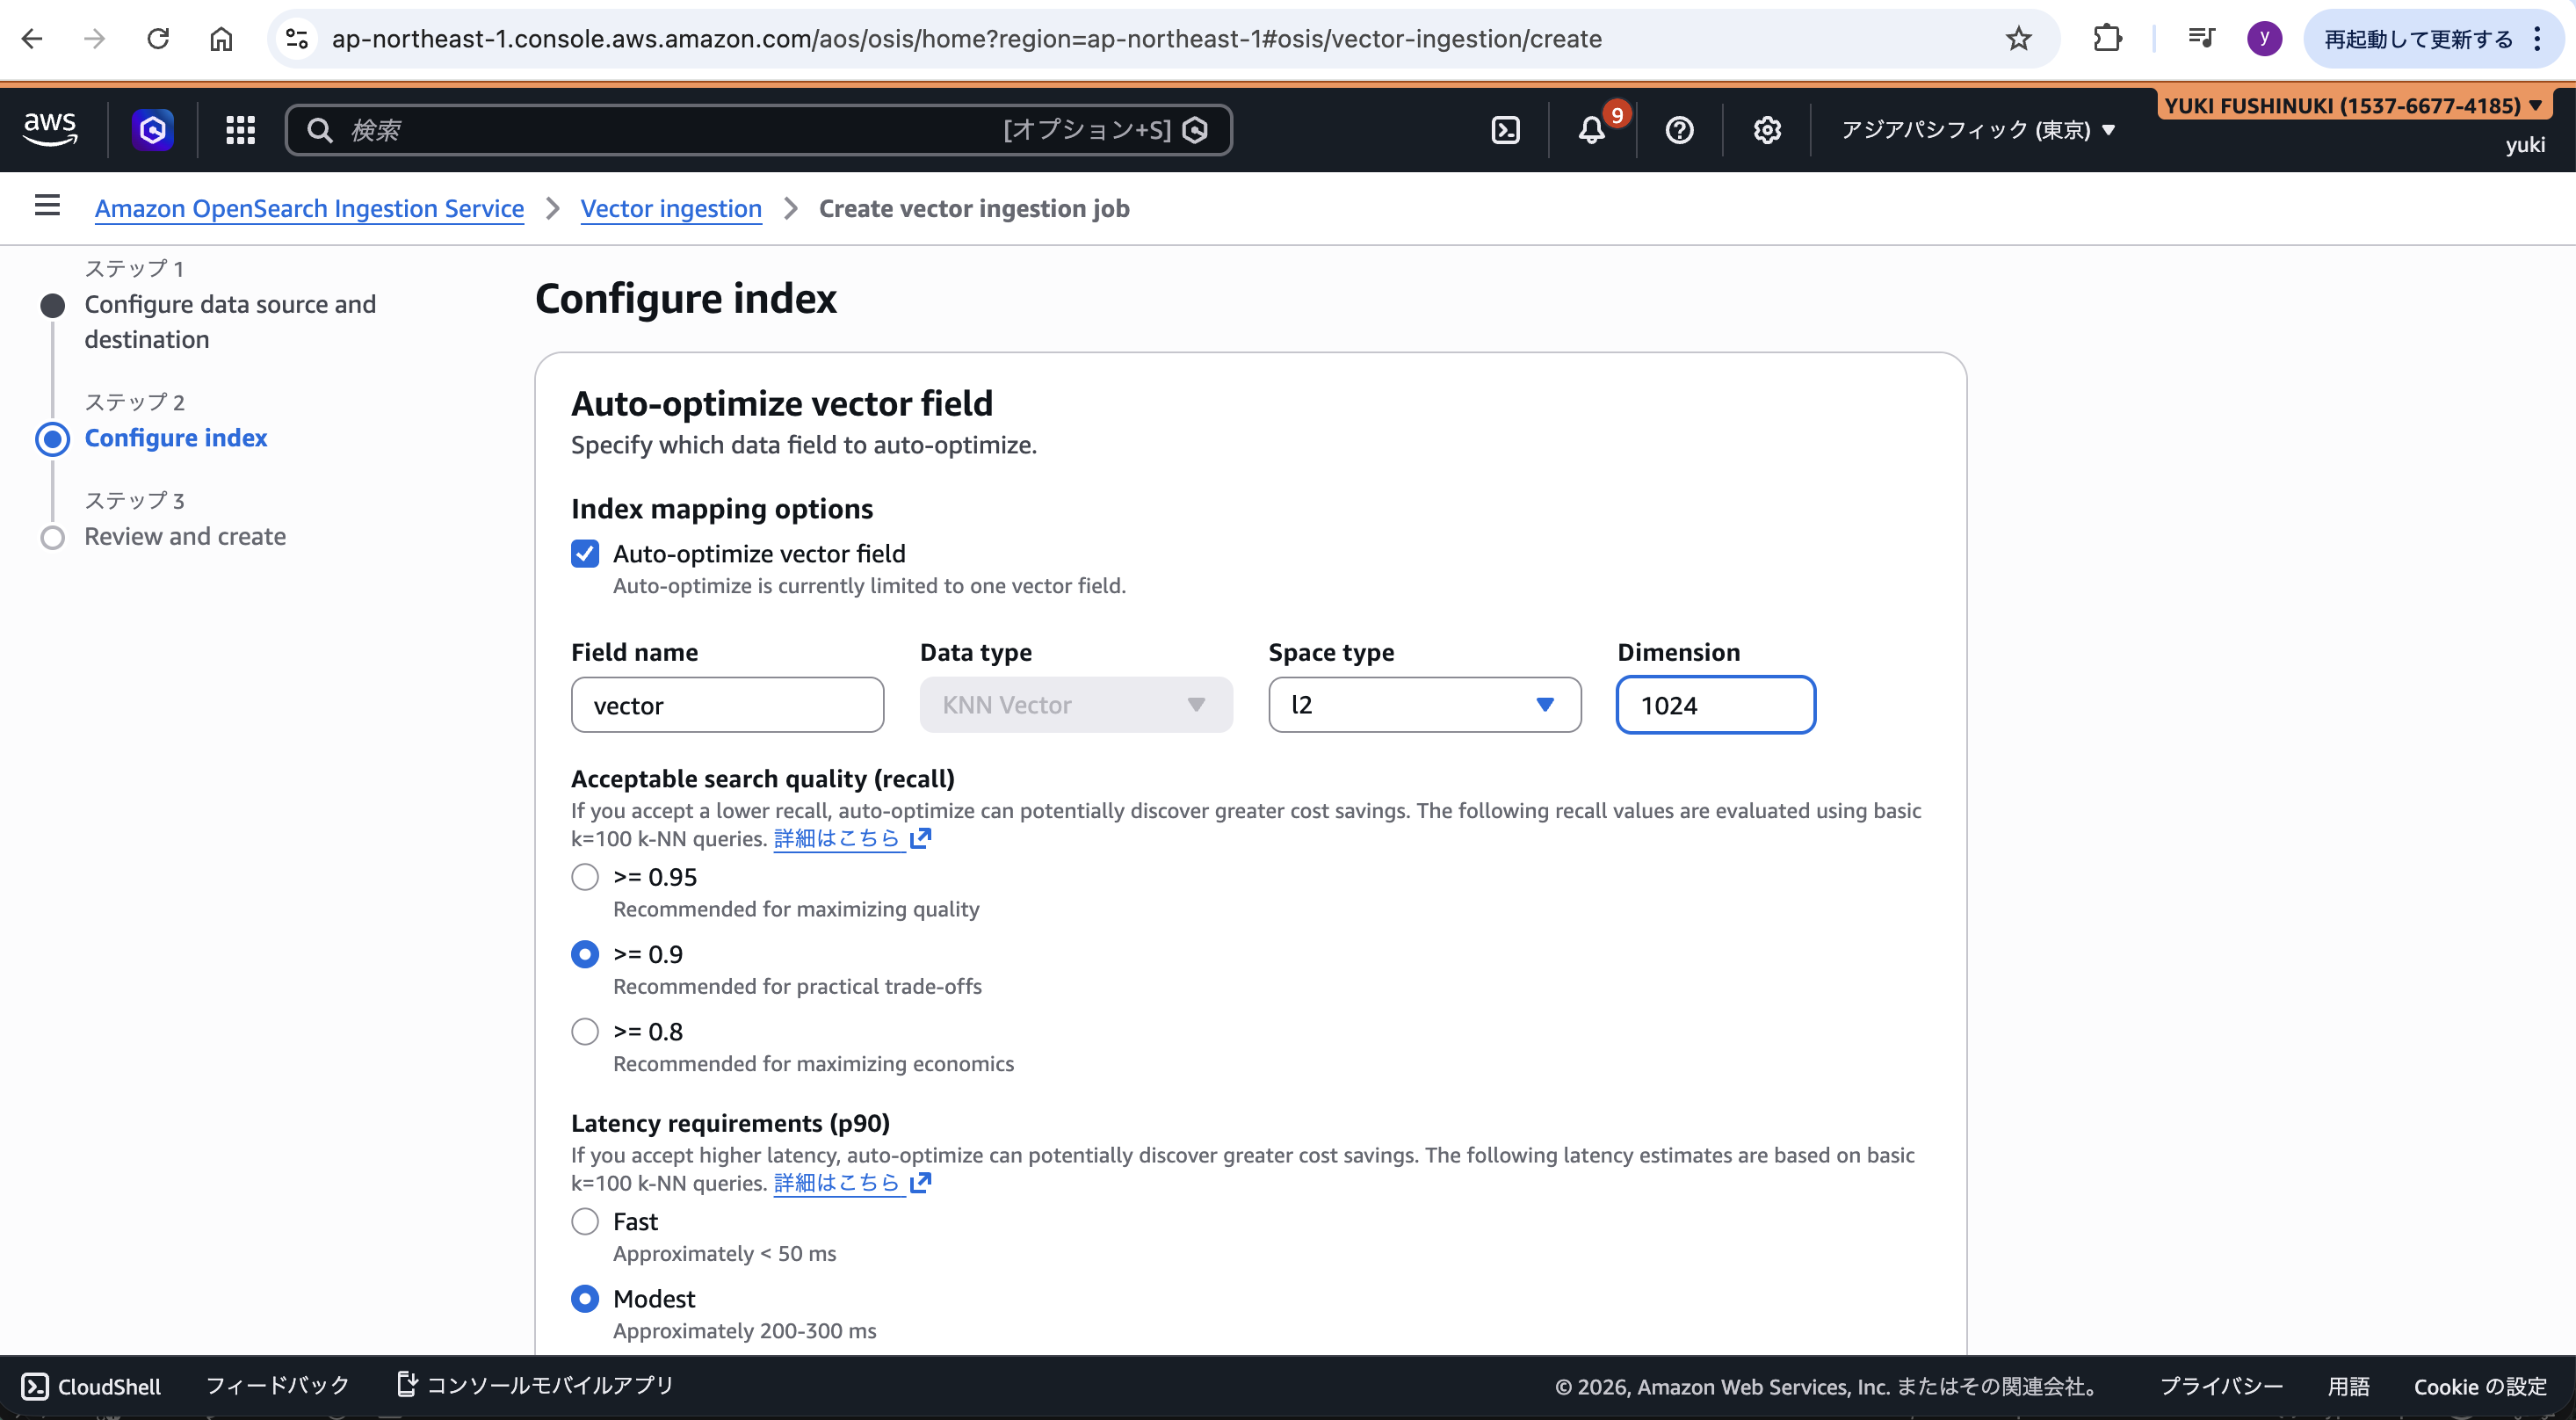 ap-northeast-1.console.aws.amazon.com/aos/osis/home?region=ap-northeast-1#osis/vector-ingestion/create
y
再起動して更新する
aws
検索
[オプション+S]
9
アジアパシフィック (東京)
YUKI FUSHINUKI (1537-6677-4185)
yuki
Amazon OpenSearch Ingestion Service
Vector ingestion
Create vector ingestion job
ステップ 1
Configure data source and
destination
ステップ 2
Configure index
ステップ 3
Review and create
Configure index
Auto-optimize vector field
Specify which data field to auto-optimize.
Index mapping options
Auto-optimize vector field
Auto-optimize is currently limited to one vector field.
Field name
Data type
Space type
Dimension
vector
KNN Vector
l2
1024
Acceptable search quality (recall)
If you accept a lower recall, auto-optimize can potentially discover greater cost savings. The following recall values are evaluated using basic
k=100 k-NN queries. 詳細はこちら
>= 0.95
Recommended for maximizing quality
>= 0.9
Recommended for practical trade-offs
>= 0.8
Recommended for maximizing economics
Latency requirements (p90)
If you accept higher latency, auto-optimize can potentially discover greater cost savings. The following latency estimates are based on basic
k=100 k-NN queries. 詳細はこちら
Fast
Approximately < 50 ms
Modest
Approximately 200-300 ms
CloudShell
フィードバック
コンソールモバイルアプリ
© 2026, Amazon Web Services, Inc. またはその関連会社。
プライバシー
用語
Cookie の設定